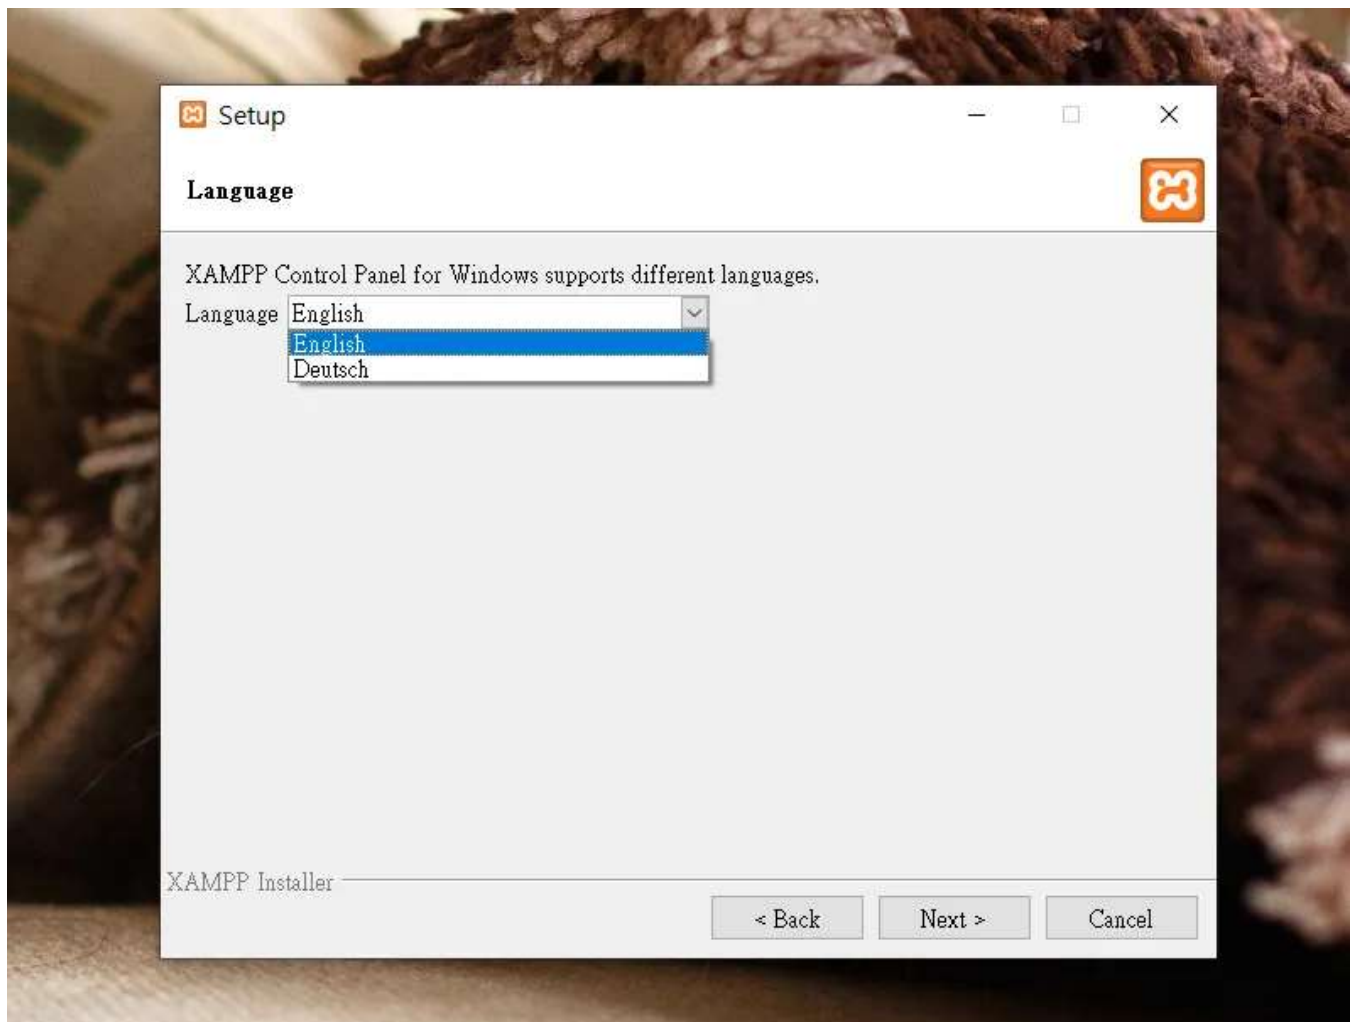 Setup
Language
XAMPP Control Panel for Windows supports different languages.
Language English
English
Deutsch
XAMPP Installer
< Back Next > Cancel